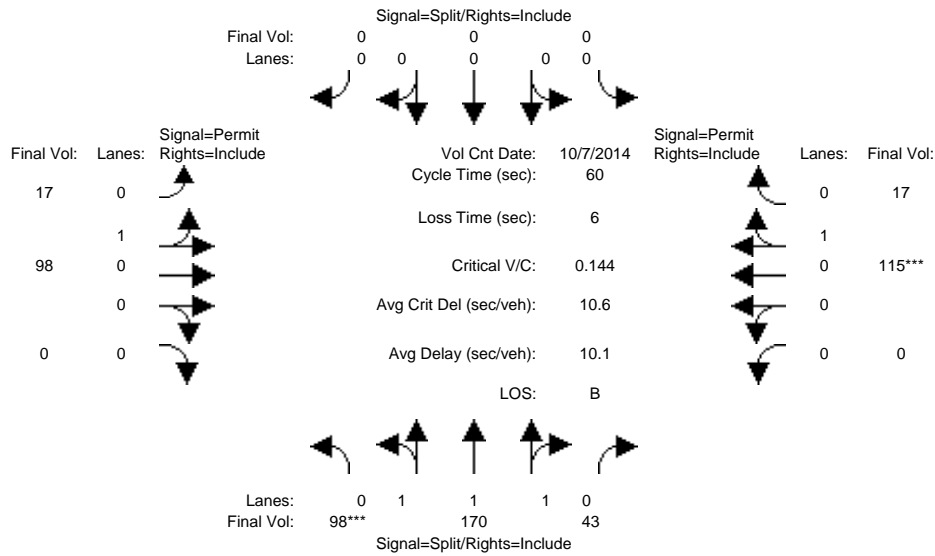 Signal=Split/Rights=Include
Final Vol: 0 0 0
Lanes: 0 0 0 0 0
Signal=Permit Signal=Permit
Final Vol: Lanes: Rights=Include Vol Cnt Date: 10/7/2014 Rights=Include Lanes: Final Vol:
Cycle Time (sec): 60
17 0 0 17
Loss Time (sec): 6
1 1
98 0 Critical V/C: 0.144 0 115***
0 Avg Crit Del (sec/veh): 10.6 0
0 0 Avg Delay (sec/veh): 10.1 0 0
LOS: B
Lanes: 0 1 1 1 0
Final Vol: 98*** 170 43
Signal=Split/Rights=Include